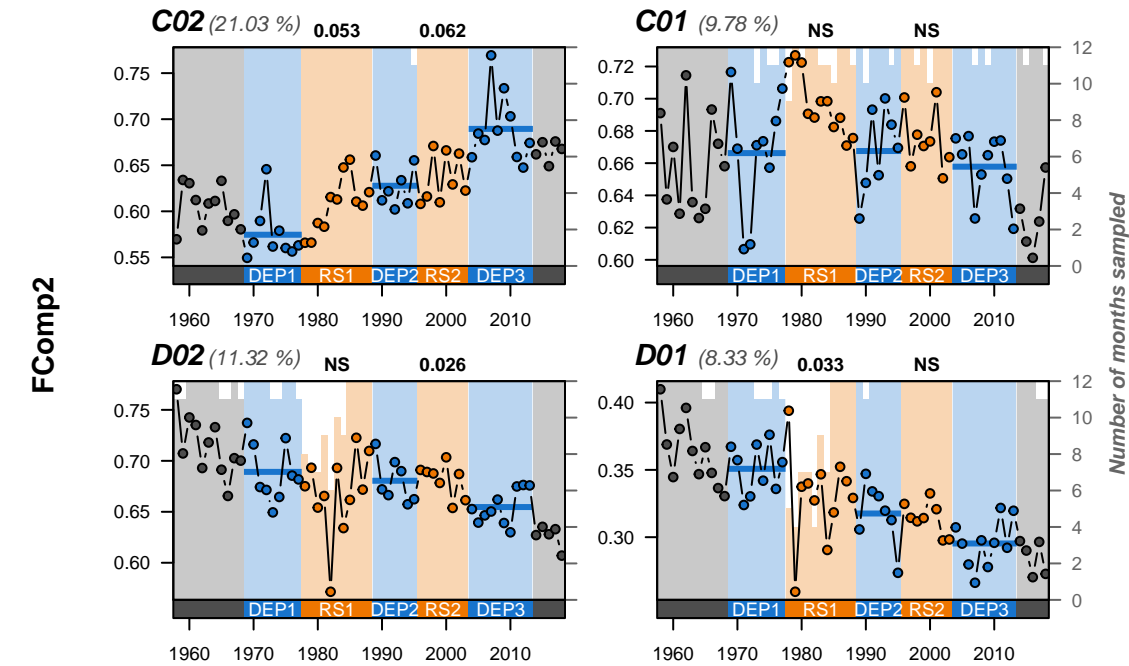 C02 (21.03 %) 0.053 0.062
0.75
0.70
0.65
0.60
0.55
DEP1 RS1 DEP2 RS2 DEP3
1960 1970 1980 1990 2000 2010
C01 (9.78 %) NS NS
0.72
0.70
0.68
0.66
0.64
0.62
0.60
12
10
8
6
4
2
0
DEP1 RS1 DEP2 RS2 DEP3
1960 1970 1980 1990 2000 2010
FComp2
Number of months sampled
D02 (11.32 %) NS 0.026
0.75
0.70
0.65
0.60
DEP1 RS1 DEP2 RS2 DEP3
1960 1970 1980 1990 2000 2010
D01 (8.33 %) 0.033 NS
0.40
0.35
0.30
12
10
8
6
4
2
0
DEP1 RS1 DEP2 RS2 DEP3
1960 1970 1980 1990 2000 2010